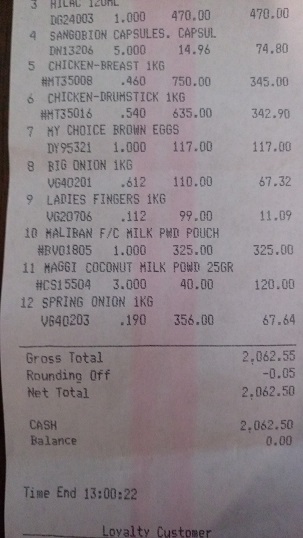 3 HILAC 120ML
DG24003 1.000 470.00 470.00
4 SANGOBION CAPSULES, CAPSUL
DN13206 5.000 14.96 74.80
5 CHICKEN-BREAST 1KG
#MT35008 .460 750.00 345.00
6 CHICKEN-DRUMSTICK 1KG
#MT35016 .540 635.00 342.90
7 MY CHOICE BROWN EGGS
DY95321 1.000 117.00 117.00
8 BIG ONION 1KG
VG40201 .612 110.00 67.32
9 LADIES FINGERS 1KG
VG20706 .112 99.00 11.09
10 MALIBAN F/C MILK PWD POUCH
#BV01805 1.000 325.00 325.00
11 MAGGI COCONUT MILK POWD 25GR
#CS15504 3.000 40.00 120.00
12 SPRING ONION 1KG
VG40203 .190 356.00 67.64
Gross Total 2,062.55
Rounding Off -0.05
Net Total 2,062.50
CASH 2,062.50
Balance 0.00
Time End 13:00:22
Loyalty Customer